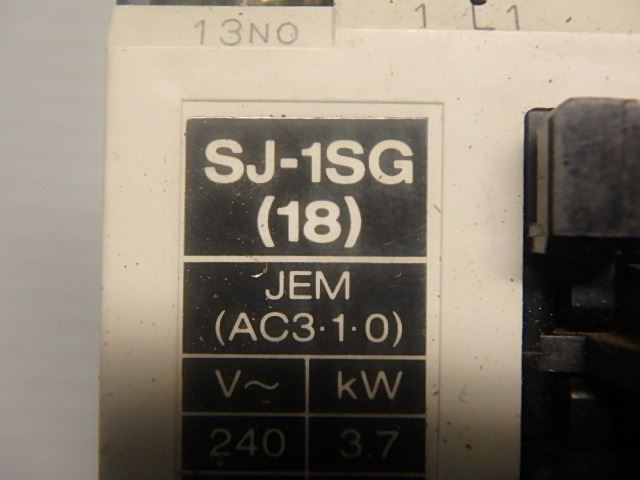 13NO 1 L1
SJ-1SG
(18)
JEM
(AC3·1·0)
V~ kW
240 3.7